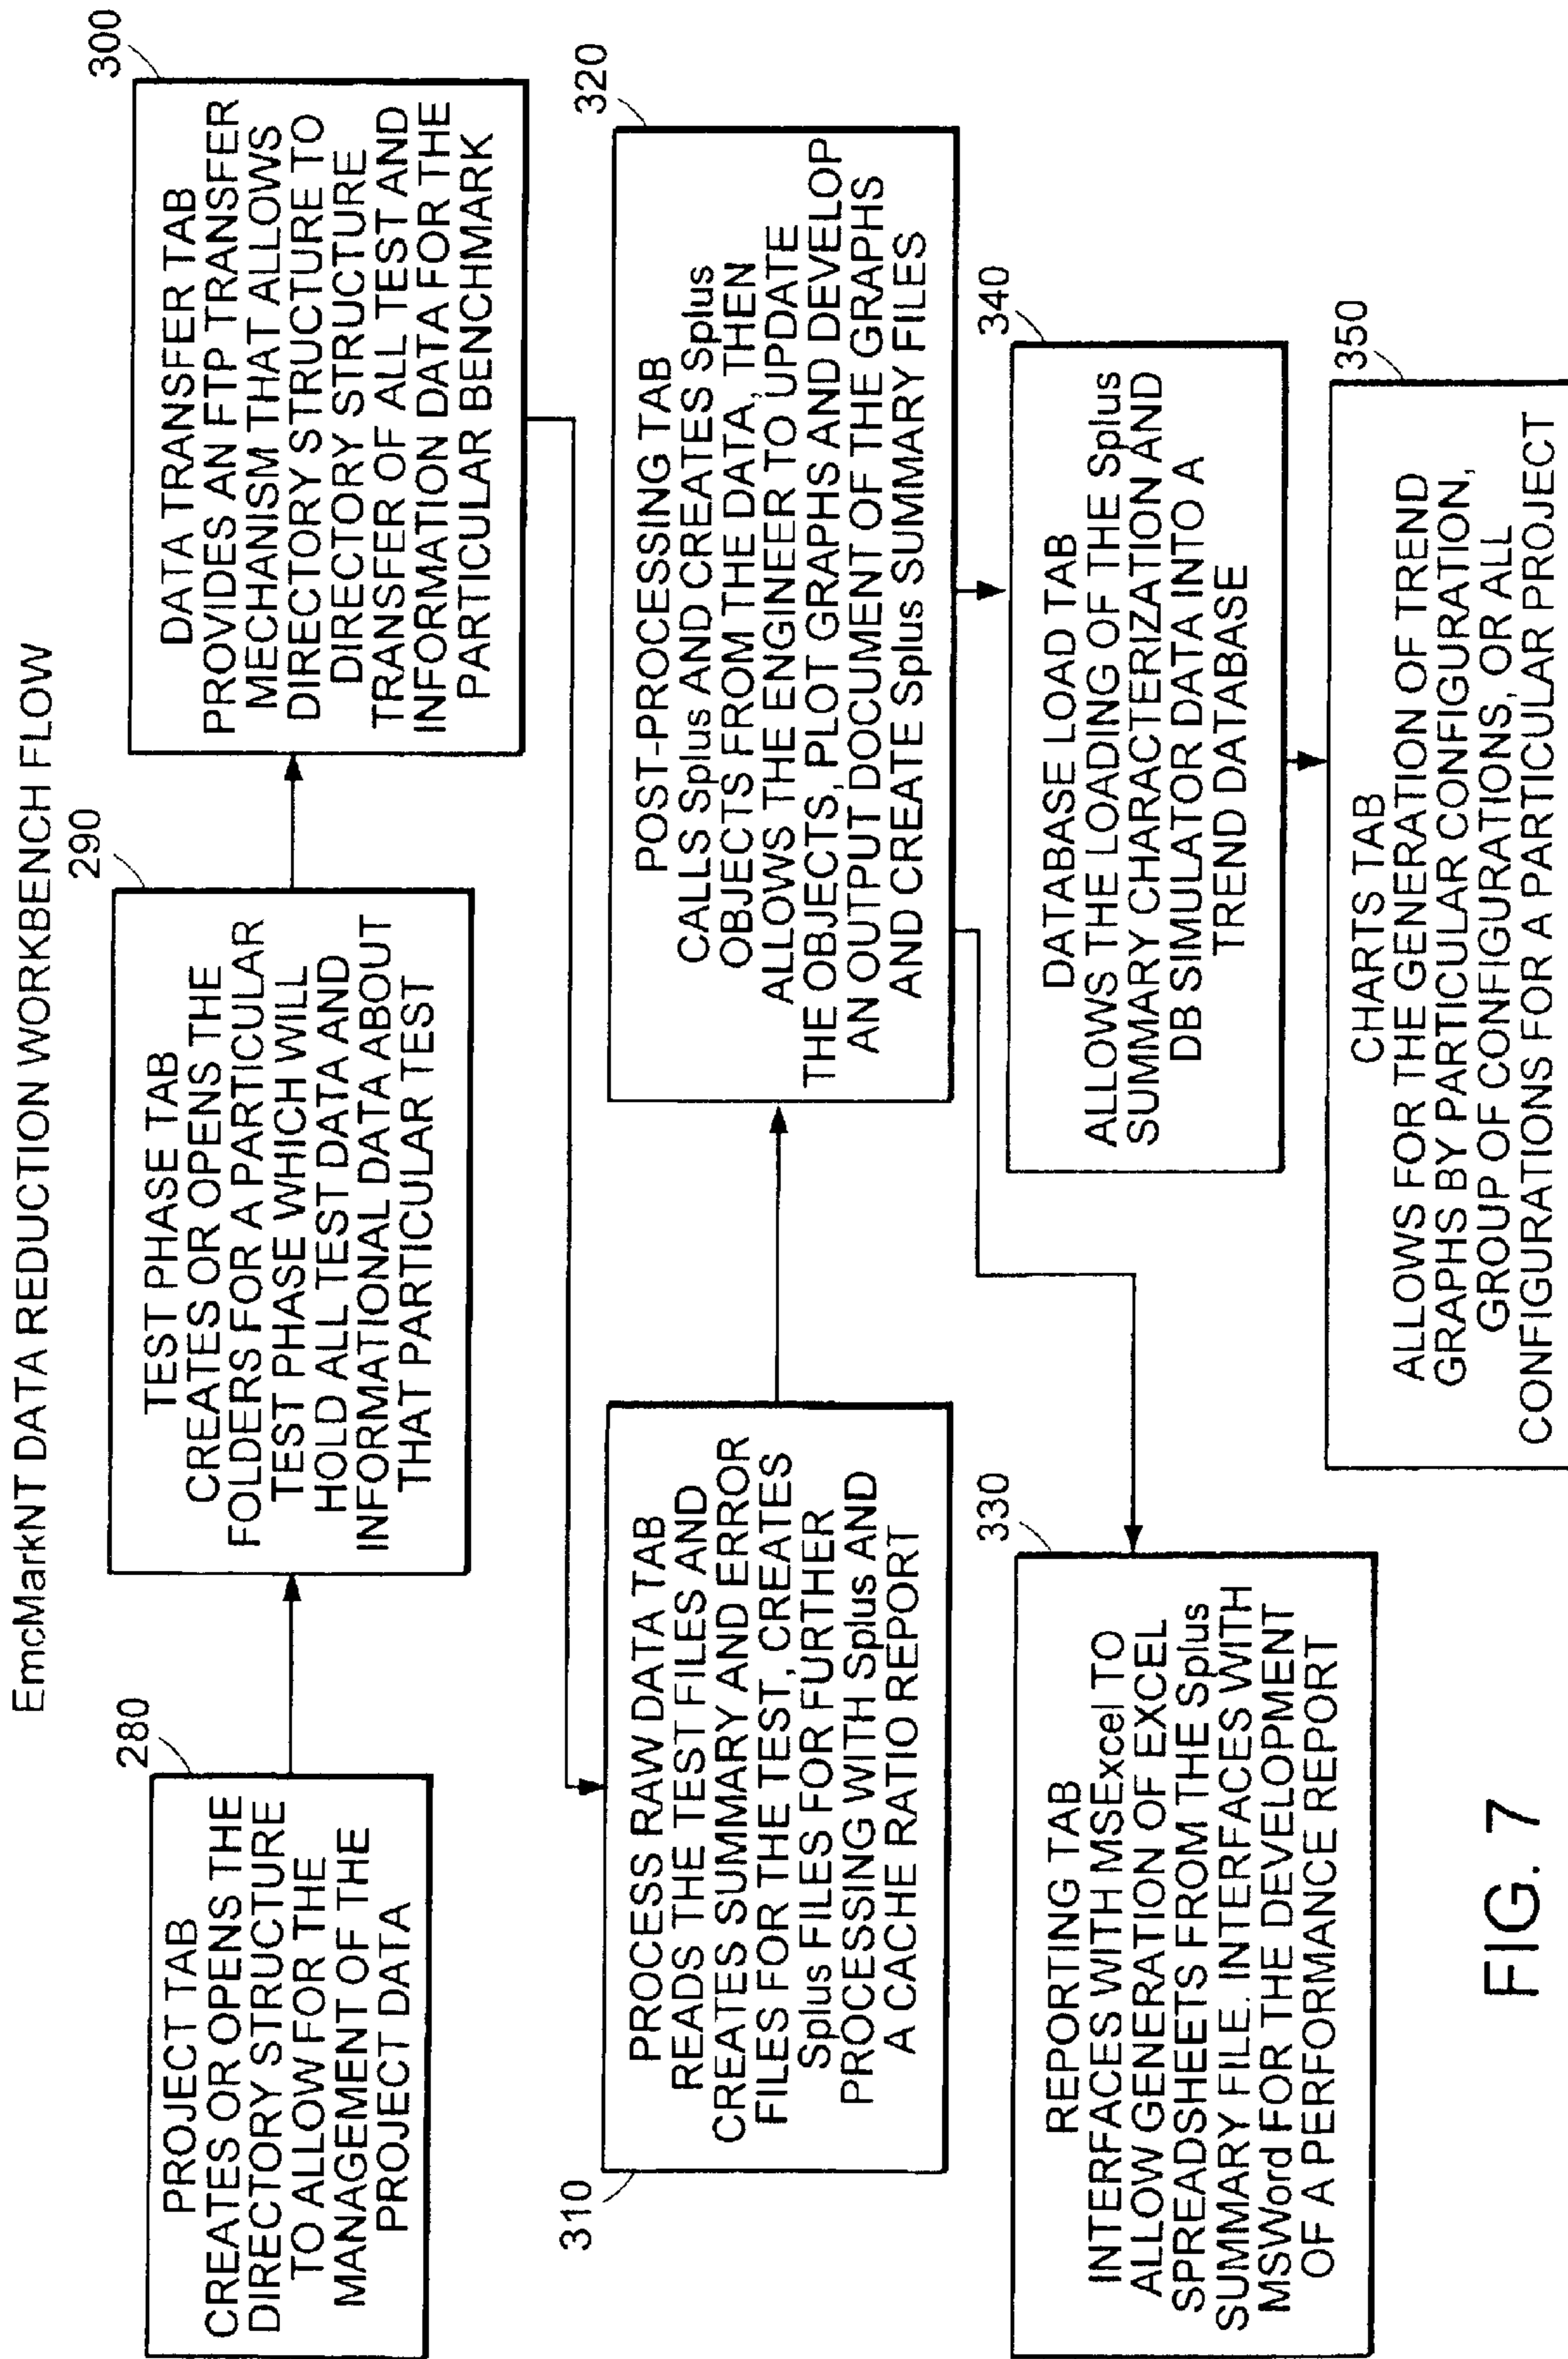 EmcMarkNT DATA REDUCTION WORKBENCH FLOW
280
PROJECT TAB
CREATES OR OPENS THE
DIRECTORY STRUCTURE
TO ALLOW FOR THE
MANAGEMENT OF THE
PROJECT DATA
290
TEST PHASE TAB
CREATES OR OPENS THE
FOLDERS FOR A PARTICULAR
TEST PHASE WHICH WILL
HOLD ALL TEST DATA AND
INFORMATIONAL DATA ABOUT
THAT PARTICULAR TEST
300
DATA TRANSFER TAB
PROVIDES AN FTP TRANSFER
MECHANISM THAT ALLOWS
DIRECTORY STRUCTURE TO
DIRECTORY STRUCTURE
TRANSFER OF ALL TEST AND
INFORMATION DATA FOR THE
PARTICULAR BENCHMARK
310
PROCESS RAW DATA TAB
READS THE TEST FILES AND
CREATES SUMMARY AND ERROR
FILES FOR THE TEST, CREATES
Splus FILES FOR FURTHER
PROCESSING WITH Splus AND
A CACHE RATIO REPORT
320
POST-PROCESSING TAB
CALLS Splus AND CREATES Splus
OBJECTS FROM THE DATA, THEN
ALLOWS THE ENGINEER TO UPDATE
THE OBJECTS, PLOT GRAPHS AND DEVELOP
AN OUTPUT DOCUMENT OF THE GRAPHS
AND CREATE Splus SUMMARY FILES
330
REPORTING TAB
INTERFACES WITH MSExcel TO
ALLOW GENERATION OF EXCEL
SPREADSHEETS FROM THE Splus
SUMMARY FILE. INTERFACES WITH
MSWord FOR THE DEVELOPMENT
OF A PERFORMANCE REPORT
340
DATABASE LOAD TAB
ALLOWS THE LOADING OF THE Splus
SUMMARY CHARACTERIZATION AND
DB SIMULATOR DATA INTO A
TREND DATABASE
350
CHARTS TAB
ALLOWS FOR THE GENERATION OF TREND
GRAPHS BY PARTICULAR CONFIGURATION,
GROUP OF CONFIGURATIONS, OR ALL
CONFIGURATIONS FOR A PARTICULAR PROJECT
FIG. 7